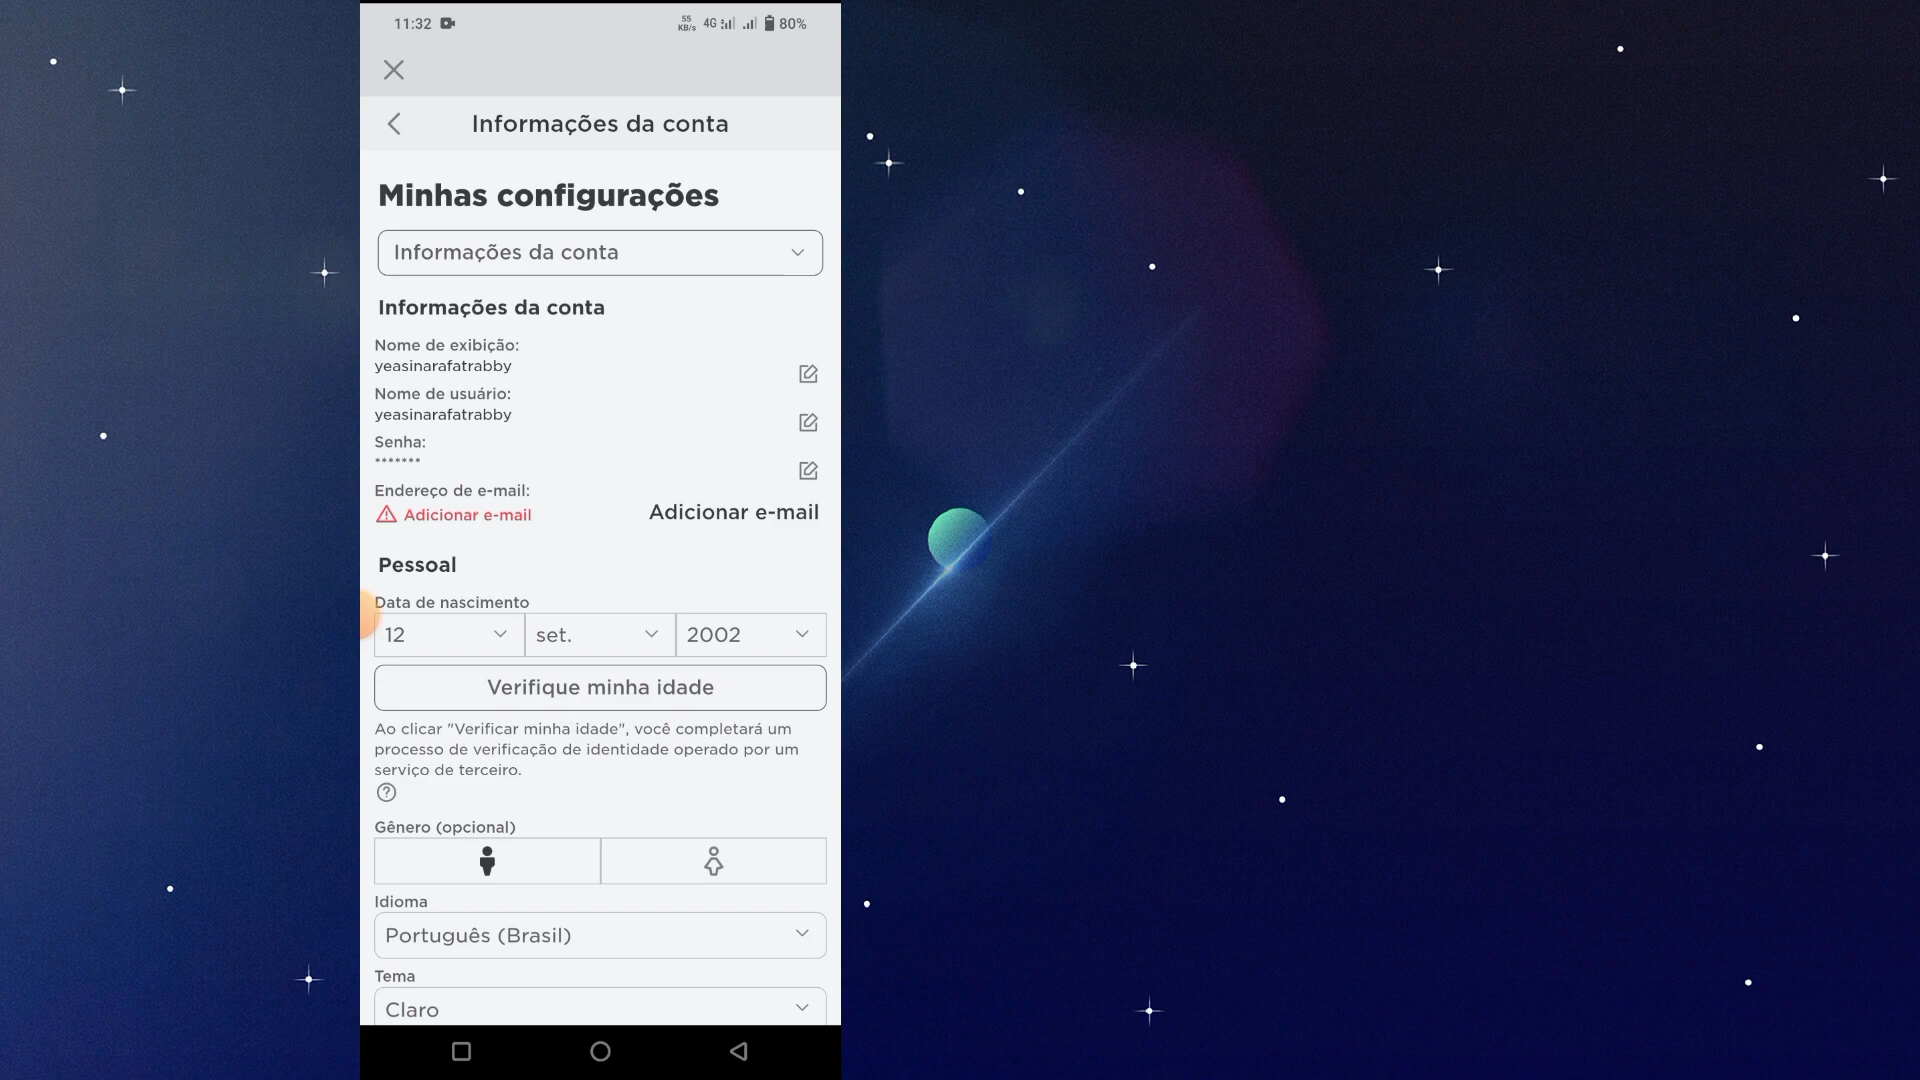 11:32
55
KB/s
4G
80%
Informações da conta
Minhas configurações
Informações da conta
Informações da conta
Nome de exibição:
yeasinarafatrabby
Nome de usuário:
yeasinarafatrabby
Senha:
*******
Endereço de e-mail:
Adicionar e-mail
Adicionar e-mail
Pessoal
Data de nascimento
12
set.
2002
Verifique minha idade
Ao clicar "Verificar minha idade", você completará um
processo de verificação de identidade operado por um
serviço de terceiro.
Gênero (opcional)
Idioma
Português (Brasil)
Tema
Claro